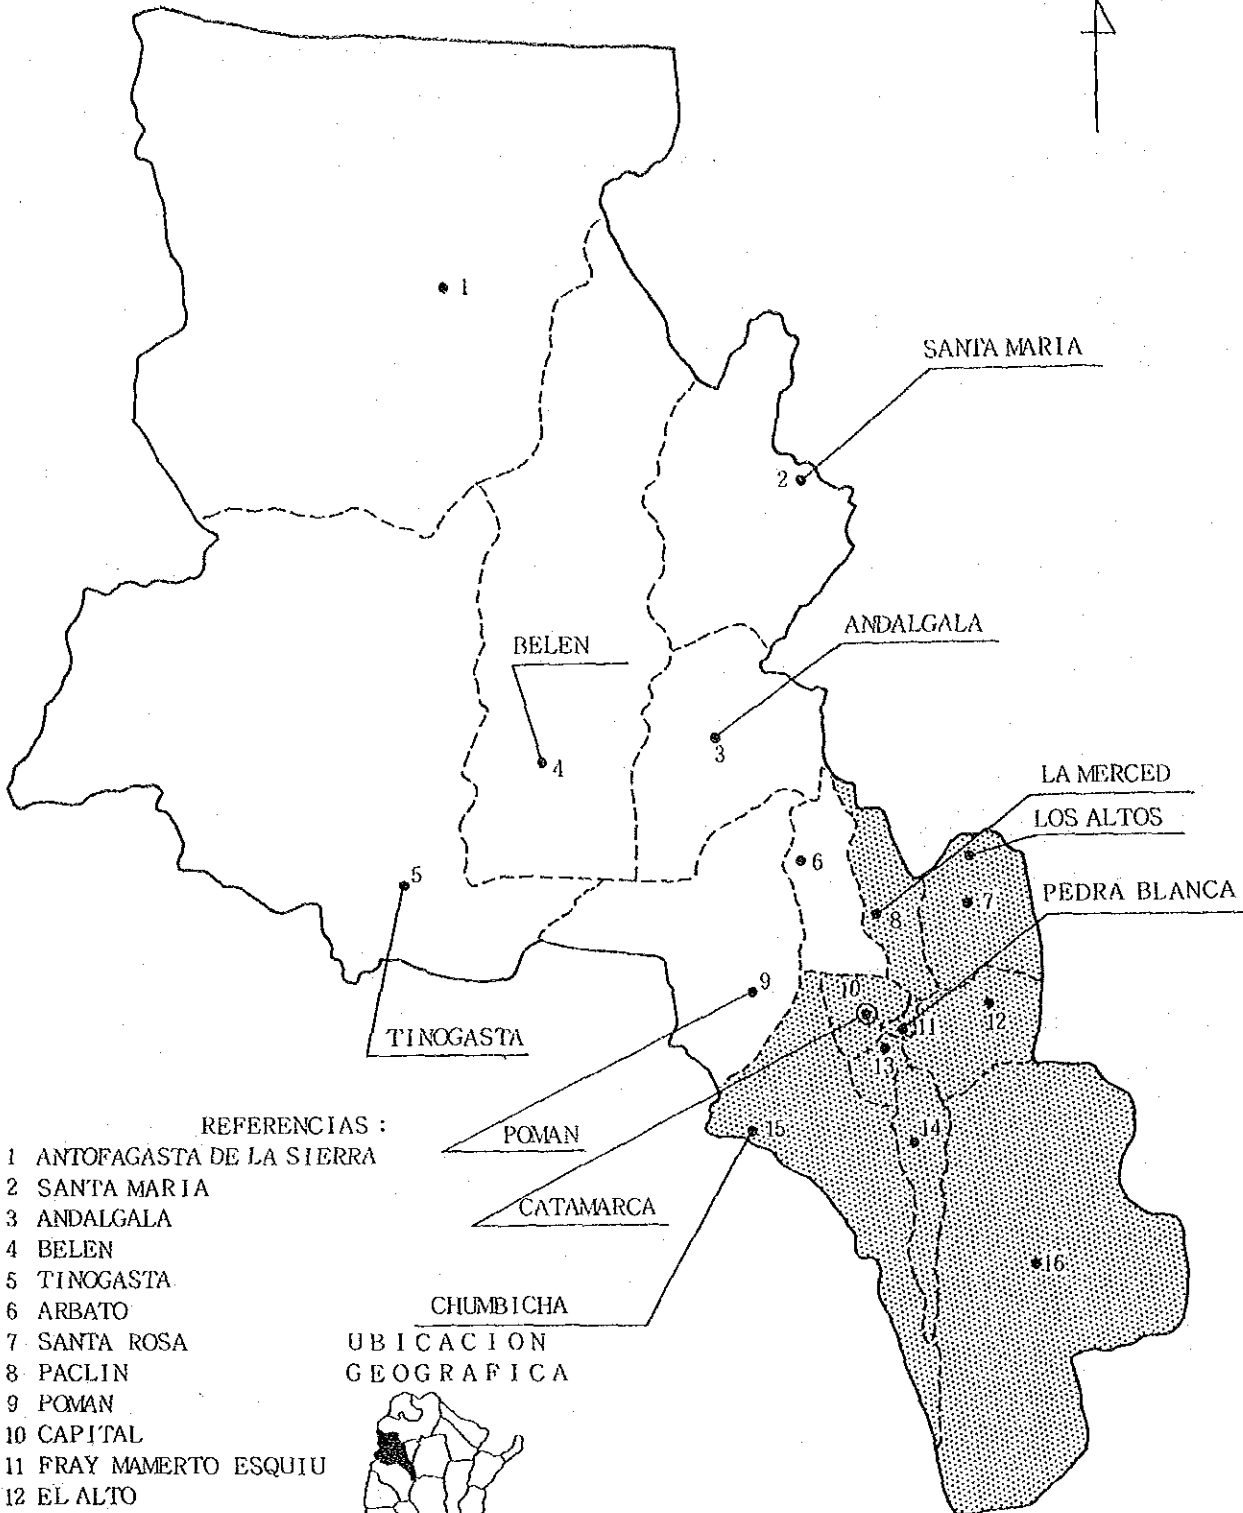 1
SANTA MARIA
2
ANDALGALA
BELEN
3
4
LA MERCED
LOS ALTOS
6
5
PEDRA BLANCA
7
8
9
10
12
11
TINOGASTA
13
REFERENCIAS :
POMAN
15
14
1 ANTOFAGASTA DE LA SIERRA
2 SANTA MARIA
CATAMARCA
3 ANDALGALA
4 BELEN
16
5 TINOGASTA
6 ARBATO
CHUMBICHA
7 SANTA ROSA
UBICACION
8 PACLIN
GEOGRAFICA
9 POMAN
10 CAPITAL
11 FRAY MAMERTO ESQUIU
12 EL ALTO